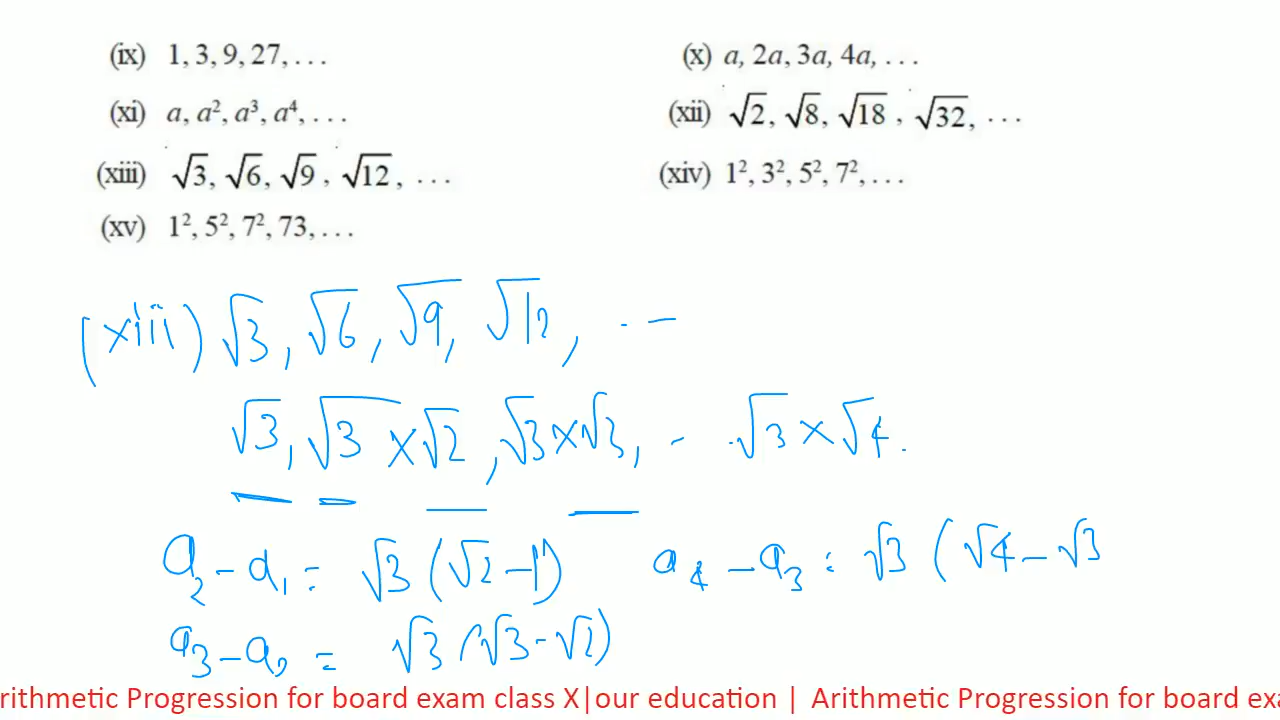 (ix) 1, 3, 9, 27, . . .
(x) a, 2a, 3a, 4a, . . .
(xi) a, a², a³, a⁴, . . .
(xii) √2, √8, √18 , √32, . . .
(xiii) √3, √6, √9 , √12, . . .
(xiv) 1², 3², 5², 7², . . .
(xv) 1², 5², 7², 73, . . .
(xiii) √3, √6, √9, √12, . —
√3, √3 × √2, √3 × √3, - . √3 × √4.
a₂ - a₁ = √3 (√2 - 1)
a₄ - a₃ = √3 (√4 - √3
a₃ - a₂ = √3 (√3 - √2)
rithmetic Progression for board exam class X|our education | Arithmetic Progression for board exa